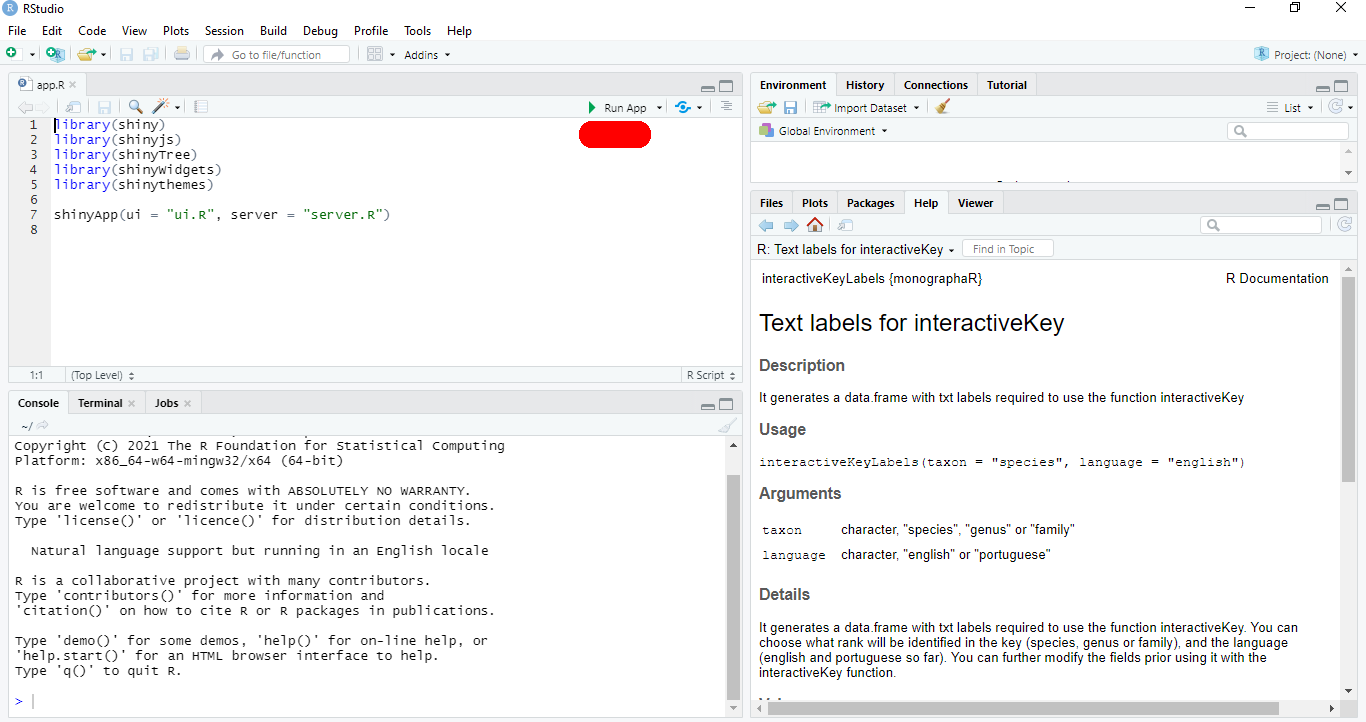 RStudio
File Edit Code View Plots Session Build Debug Profile Tools Help
Go to file/function Addins Project: (None)
app.R
Run App
1 library(shiny)
2 library(shinyjs)
3 library(shinyTree)
4 library(shinyWidgets)
5 library(shinythemes)
6
7 shinyApp(ui = "ui.R", server = "server.R")
8
1:1 (Top Level) R Script
Console Terminal Jobs
~/
Copyright (C) 2021 The R Foundation for Statistical Computing
Platform: x86_64-w64-mingw32/x64 (64-bit)
R is free software and comes with ABSOLUTELY NO WARRANTY.
You are welcome to redistribute it under certain conditions.
Type 'license()' or 'licence()' for distribution details.
Natural language support but running in an English locale
R is a collaborative project with many contributors.
Type 'contributors()' for more information and
'citation()' on how to cite R or R packages in publications.
Type 'demo()' for some demos, 'help()' for on-line help, or
'help.start()' for an HTML browser interface to help.
Type 'q()' to quit R.
>
Environment History Connections Tutorial
Import Dataset List
Global Environment
Files Plots Packages Help Viewer
R: Text labels for interactiveKey Find in Topic
interactiveKeyLabels {monographaR} R Documentation
Text labels for interactiveKey
Description
It generates a data.frame with txt labels required to use the function interactiveKey
Usage
interactiveKeyLabels(taxon = "species", language = "english")
Arguments
taxon character, "species", "genus" or "family"
language character, "english" or "portuguese"
Details
It generates a data.frame with txt labels required to use the function interactiveKey. You can
choose what rank will be identified in the key (species, genus or family), and the language
(english and portuguese so far). You can further modify the fields prior using it with the
interactiveKey function.